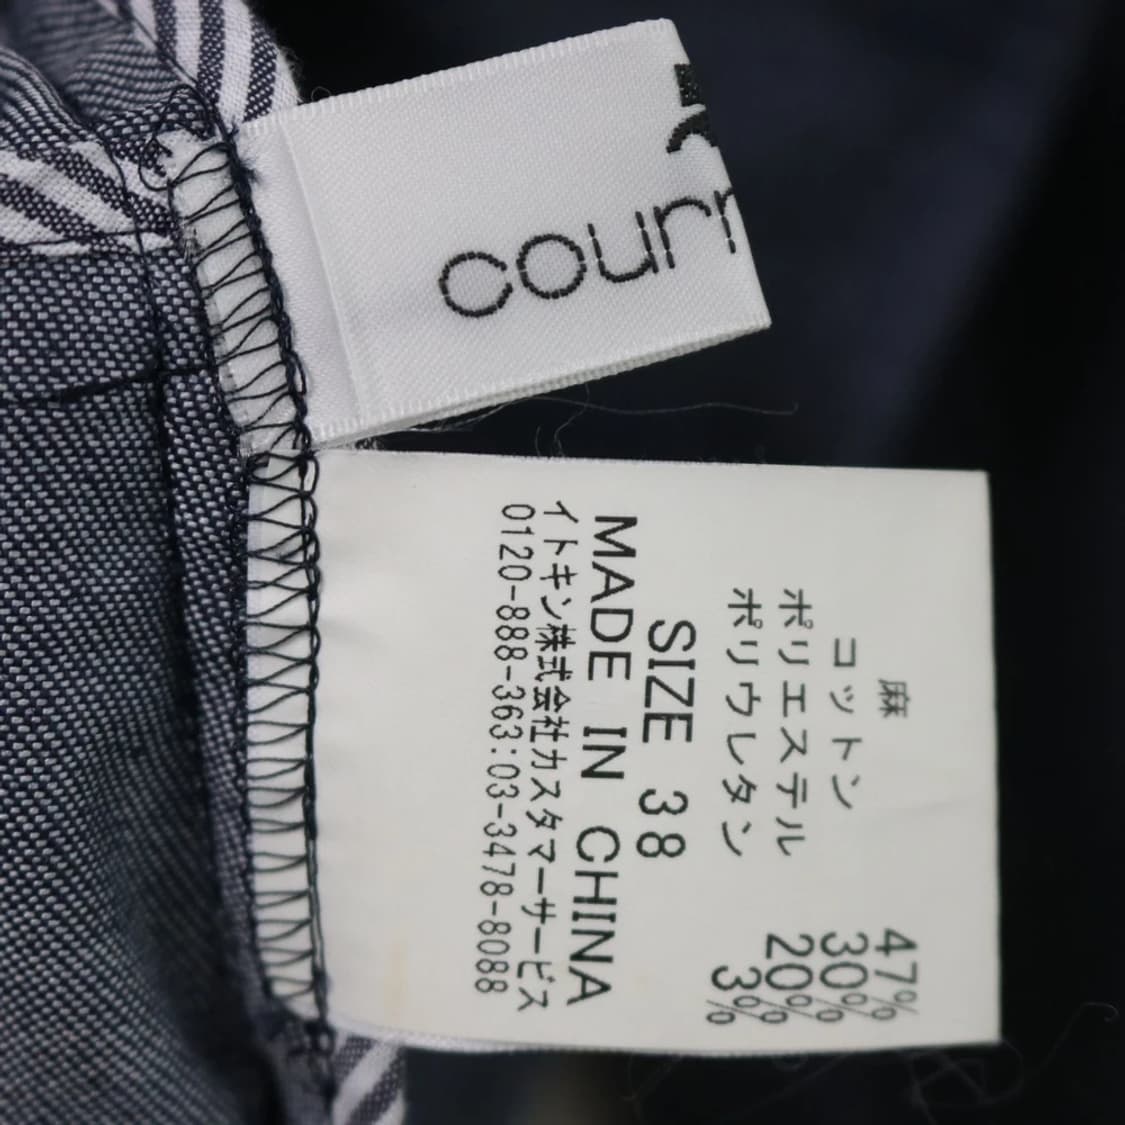 cour
麻 47%
コットン 30%
ポリエステル 20%
ポリウレタン 3%
SIZE 38
MADE IN CHINA
イトキン株式会社カスタマーサービス
0120-888-363:03-3478-8088